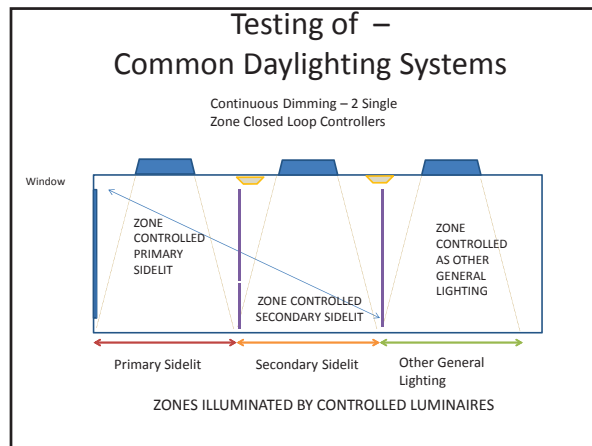 Testing of –
Common Daylighting Systems
Continuous Dimming – 2 Single
Zone Closed Loop Controllers
Window
ZONE
CONTROLLED
PRIMARY
SIDELIT
ZONE CONTROLLED
SECONDARY SIDELIT
ZONE
CONTROLLED
AS OTHER
GENERAL
LIGHTING
Primary Sidelit
Secondary Sidelit
Other General
Lighting
ZONES ILLUMINATED BY CONTROLLED LUMINAIRES